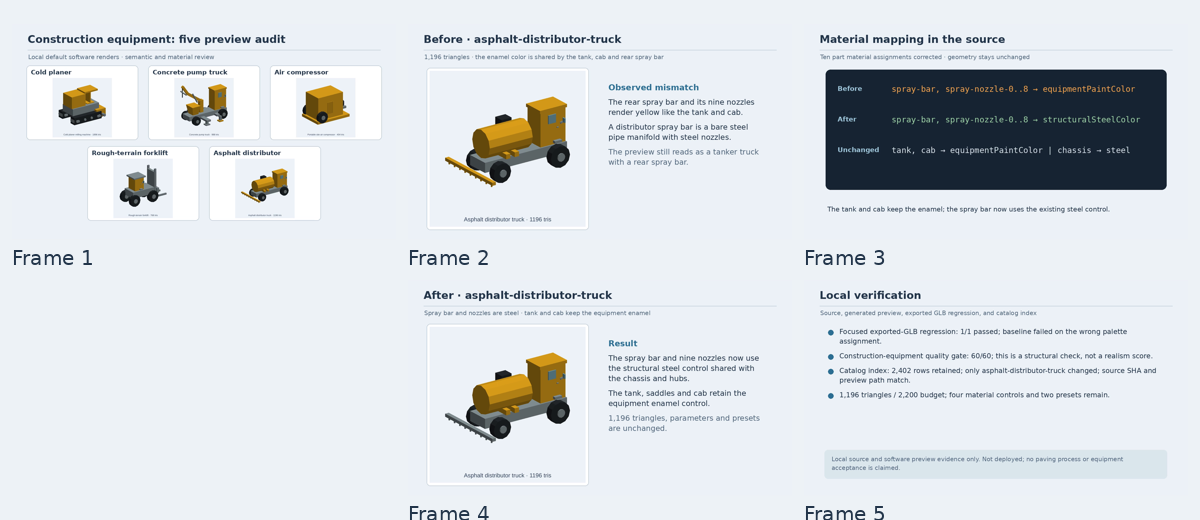 Construction equipment: five preview audit
Local default software renders · semantic and material review
Cold planer
Concrete pump truck
Air compressor
Rough-terrain forklift
Asphalt distributor
Frame 1
Before · asphalt-distributor-truck
1,196 triangles · the enamel color is shared by the tank, cab and rear spray bar
Asphalt distributor truck · 1196 tris
Observed mismatch
The rear spray bar and its nine nozzles
render yellow like the tank and cab.
A distributor spray bar is a bare steel
pipe manifold with steel nozzles.
The preview still reads as a tanker truck
with a rear spray bar.
Frame 2
Material mapping in the source
Ten part material assignments corrected · geometry stays unchanged
Before spray-bar, spray-nozzle-0..8 → equipmentPaintColor
After spray-bar, spray-nozzle-0..8 → structuralSteelColor
Unchanged tank, cab → equipmentPaintColor | chassis → steel
The tank and cab keep the enamel; the spray bar now uses the existing steel control.
Frame 3
After · asphalt-distributor-truck
Spray bar and nozzles are steel · tank and cab keep the equipment enamel
Asphalt distributor truck · 1196 tris
Result
The spray bar and nine nozzles now use
the structural steel control shared with
the chassis and hubs.
The tank, saddles and cab retain the
equipment enamel control.
1,196 triangles, parameters and presets
are unchanged.
Frame 4
Local verification
Source, generated preview, exported GLB regression, and catalog index
Focused exported-GLB regression: 1/1 passed; baseline failed on the wrong palette
assignment.
Construction-equipment quality gate: 60/60; this is a structural check, not a realism score.
Catalog index: 2,402 rows retained; only asphalt-distributor-truck changed; source SHA and
preview path match.
1,196 triangles / 2,200 budget; four material controls and two presets remain.
Local source and software preview evidence only. Not deployed; no paving process or equipment
acceptance is claimed.
Frame 5